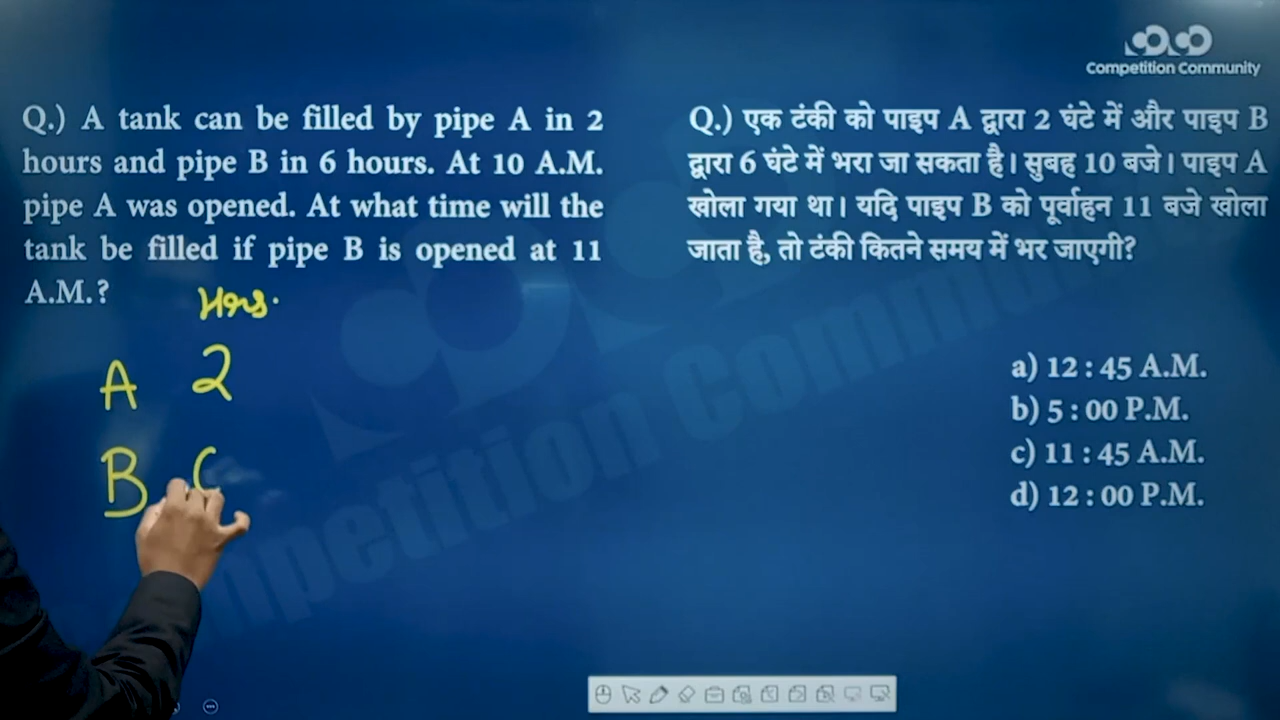 Competition Community
Q.) A tank can be filled by pipe A in 2
hours and pipe B in 6 hours. At 10 A.M.
pipe A was opened. At what time will the
tank be filled if pipe B is opened at 11
A.M.?
Q.) एक टंकी को पाइप A द्वारा 2 घंटे में और पाइप B
द्वारा 6 घंटे में भरा जा सकता है। सुबह 10 बजे। पाइप A
खोला गया था। यदि पाइप B को पूर्वाहन 11 बजे खोला
जाता है, तो टंकी कितने समय में भर जाएगी?
A 2
B
a) 12 : 45 A.M.
b) 5 : 00 P.M.
c) 11 : 45 A.M.
d) 12 : 00 P.M.
Competition Community